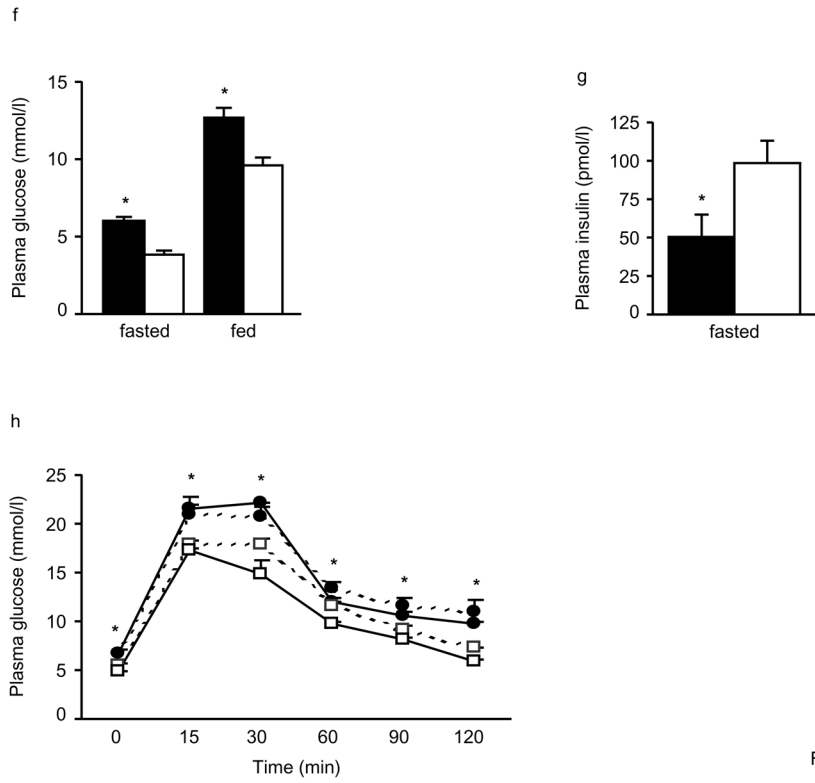 f
Plasma glucose (mmol/l)
15
10
5
0
*
*
fasted fed
g
Plasma insulin (pmol/l)
125
100
75
50
25
0
*
fasted
h
Plasma glucose (mmol/l)
25
20
15
10
5
0
* * * * * *
0 15 30 60 90 120
Time (min)